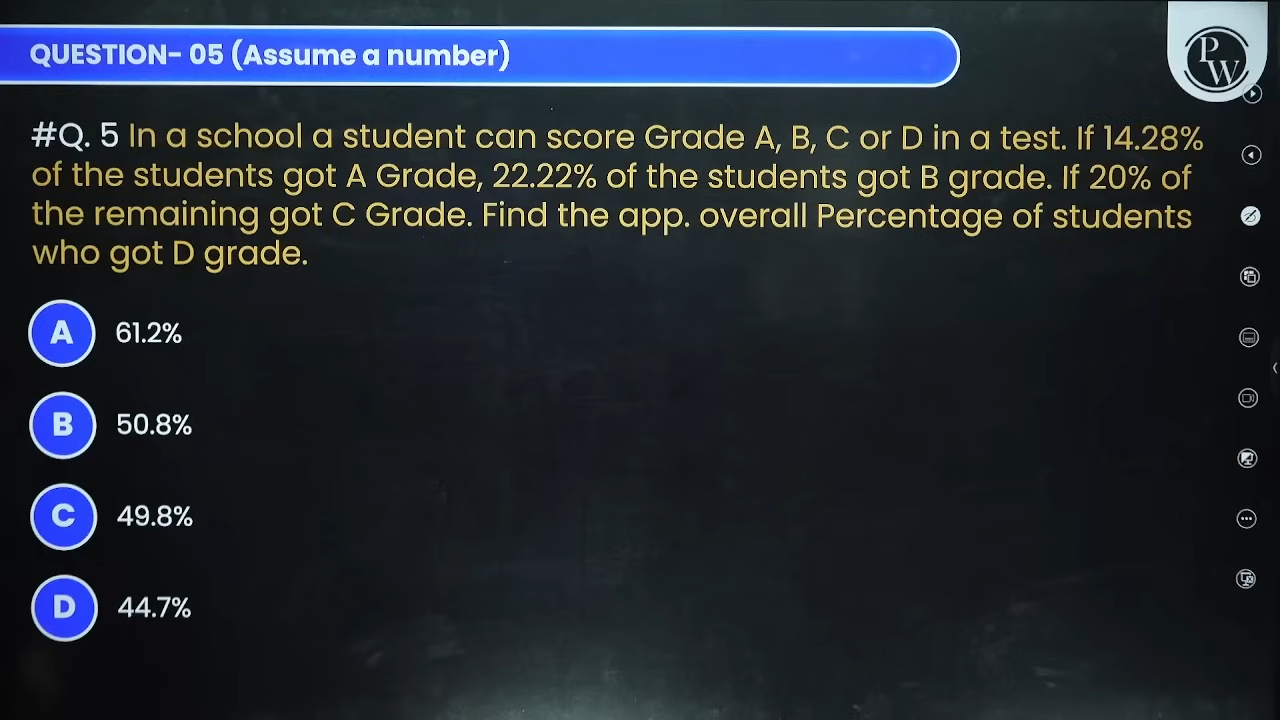 QUESTION- 05 (Assume a number)
PW
#Q. 5 In a school a student can score Grade A, B, C or D in a test. If 14.28%
of the students got A Grade, 22.22% of the students got B grade. If 20% of
the remaining got C Grade. Find the app. overall Percentage of students
who got D grade.
A 61.2%
B 50.8%
C 49.8%
D 44.7%